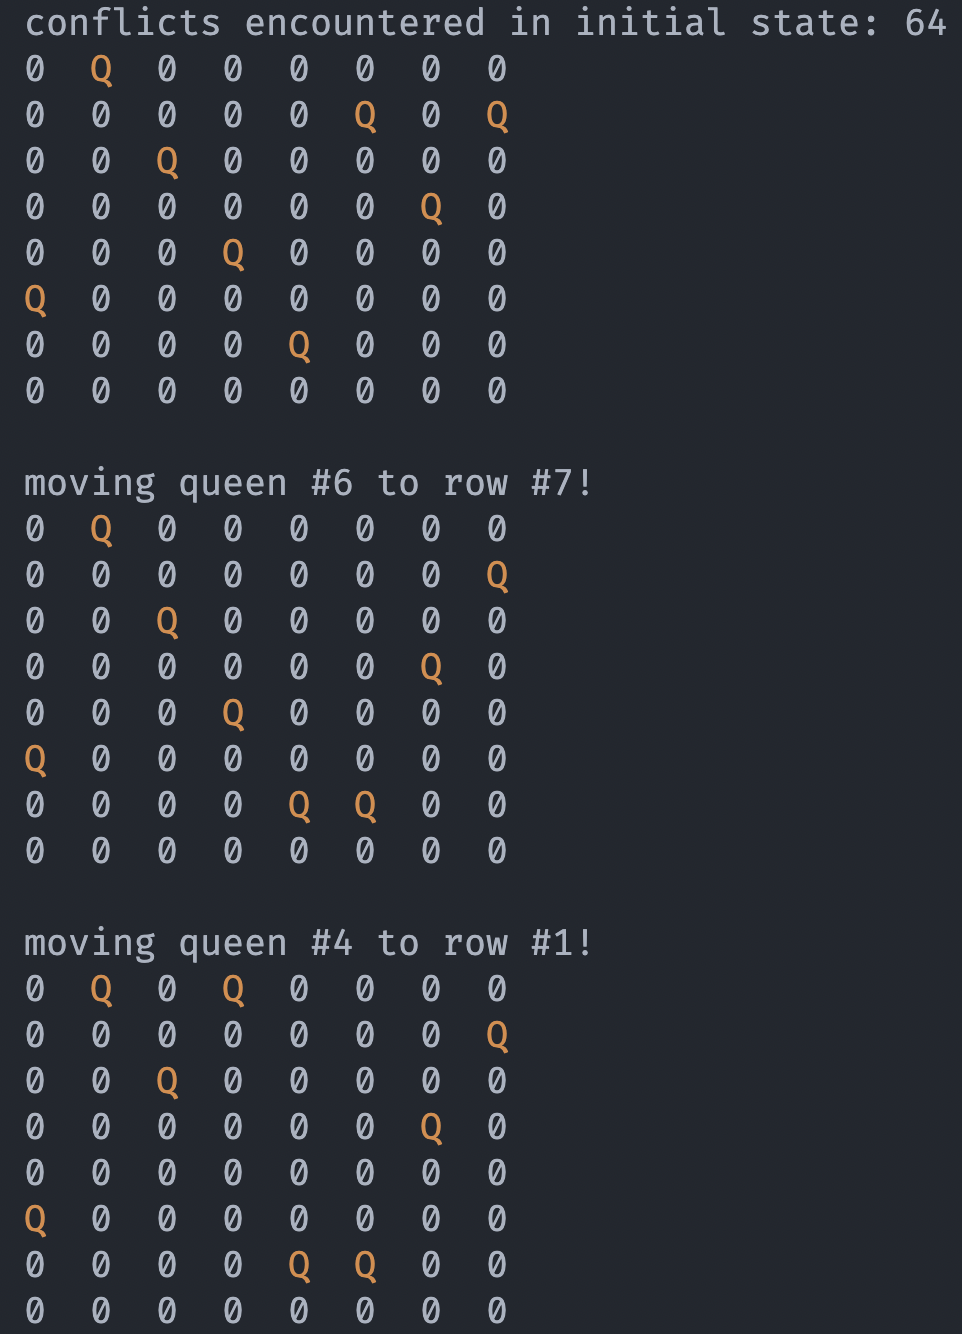 conflicts encountered in initial state: 64
0 Q 0 0 0 0 0 0
0 0 0 0 0 Q 0 Q
0 0 Q 0 0 0 0 0
0 0 0 0 0 0 Q 0
0 0 0 Q 0 0 0 0
Q 0 0 0 0 0 0 0
0 0 0 0 Q 0 0 0
0 0 0 0 0 0 0 0
moving queen #6 to row #7!
0 Q 0 0 0 0 0 0
0 0 0 0 0 0 0 Q
0 0 Q 0 0 0 0 0
0 0 0 0 0 0 Q 0
0 0 0 Q 0 0 0 0
Q 0 0 0 0 0 0 0
0 0 0 0 Q Q 0 0
0 0 0 0 0 0 0 0
moving queen #4 to row #1!
0 Q 0 Q 0 0 0 0
0 0 0 0 0 0 0 Q
0 0 Q 0 0 0 0 0
0 0 0 0 0 0 Q 0
0 0 0 0 0 0 0 0
Q 0 0 0 0 0 0 0
0 0 0 0 Q Q 0 0
0 0 0 0 0 0 0 0